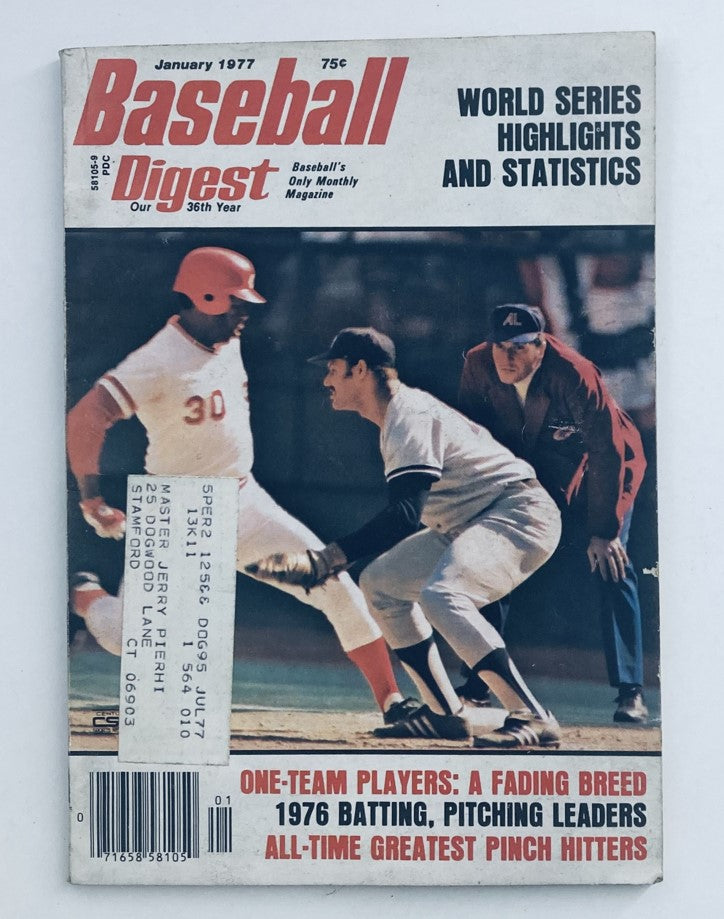 January 1977 75¢
Baseball
Digest
Baseball's
Only Monthly
Magazine
Our 36th Year
58105-9
PDC
WORLD SERIES
HIGHLIGHTS
AND STATISTICS
30
AL
SPER2 125&& DOG95 JUL77
13K11 1 564 010
MASTER JERRY PIERHI
25 DOGWOOD LANE
STAMFORD CT 06903
ONE-TEAM PLAYERS: A FADING BREED
1976 BATTING, PITCHING LEADERS
ALL-TIME GREATEST PINCH HITTERS
01
0 71658 58105